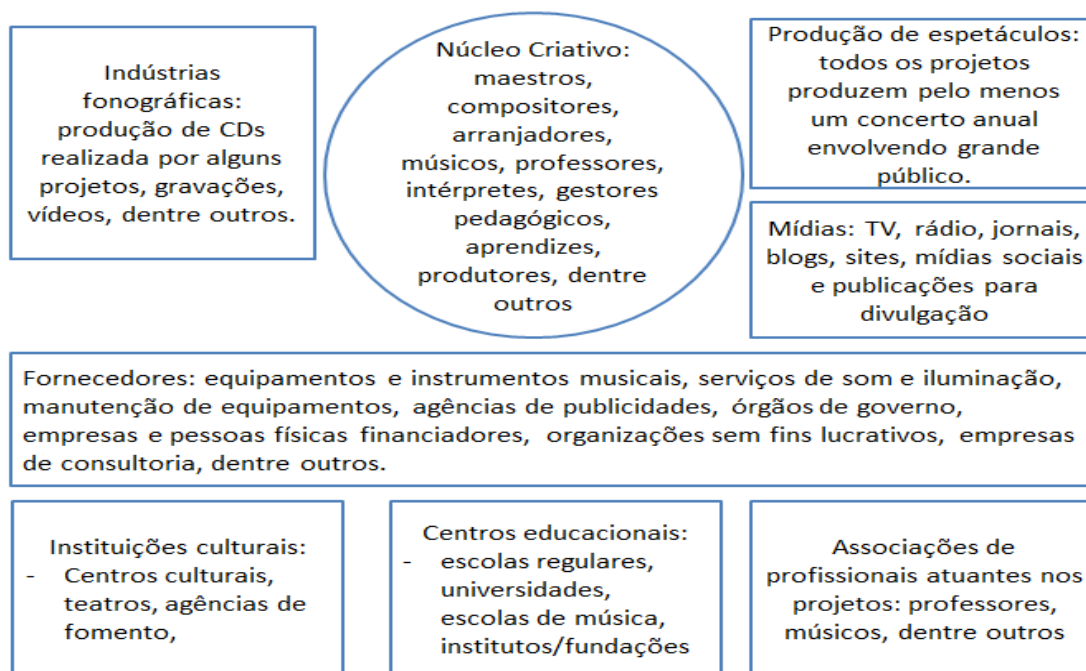 Indústrias
fonográficas:
produção de CDs
realizada por alguns
projetos, gravações,
vídeos, dentre outros.
Núcleo Criativo:
maestros,
compositores,
arranjadores,
músicos, professores,
intérpretes, gestores
pedagógicos,
aprendizes,
produtores, dentre
outros
Produção de espetáculos:
todos os projetos
produzem pelo menos
um concerto anual
envolvendo grande
público.
Mídias: TV, rádio, jornais,
blogs, sites, mídias sociais
e publicações para
divulgação
Fornecedores: equipamentos e instrumentos musicais, serviços de som e iluminação,
manutenção de equipamentos, agências de publicidades, órgãos de governo,
empresas e pessoas físicas financiadores, organizações sem fins lucrativos, empresas
de consultoria, dentre outros.
Instituições culturais:
- Centros culturais,
teatros, agências de
fomento,
Centros educacionais:
- escolas regulares,
universidades,
escolas de música,
institutos/fundações
Associações de
profissionais atuantes nos
projetos: professores,
músicos, dentre outros